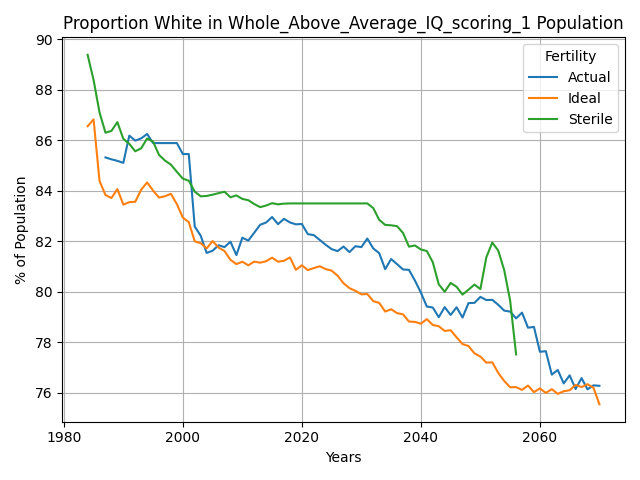 Proportion White in Whole_Above_Average_IQ_scoring_1 Population
90
88
86
84
82
80
78
76
% of Population
Fertility
Actual
Ideal
Sterile
1980
2000
2020
2040
2060
Years